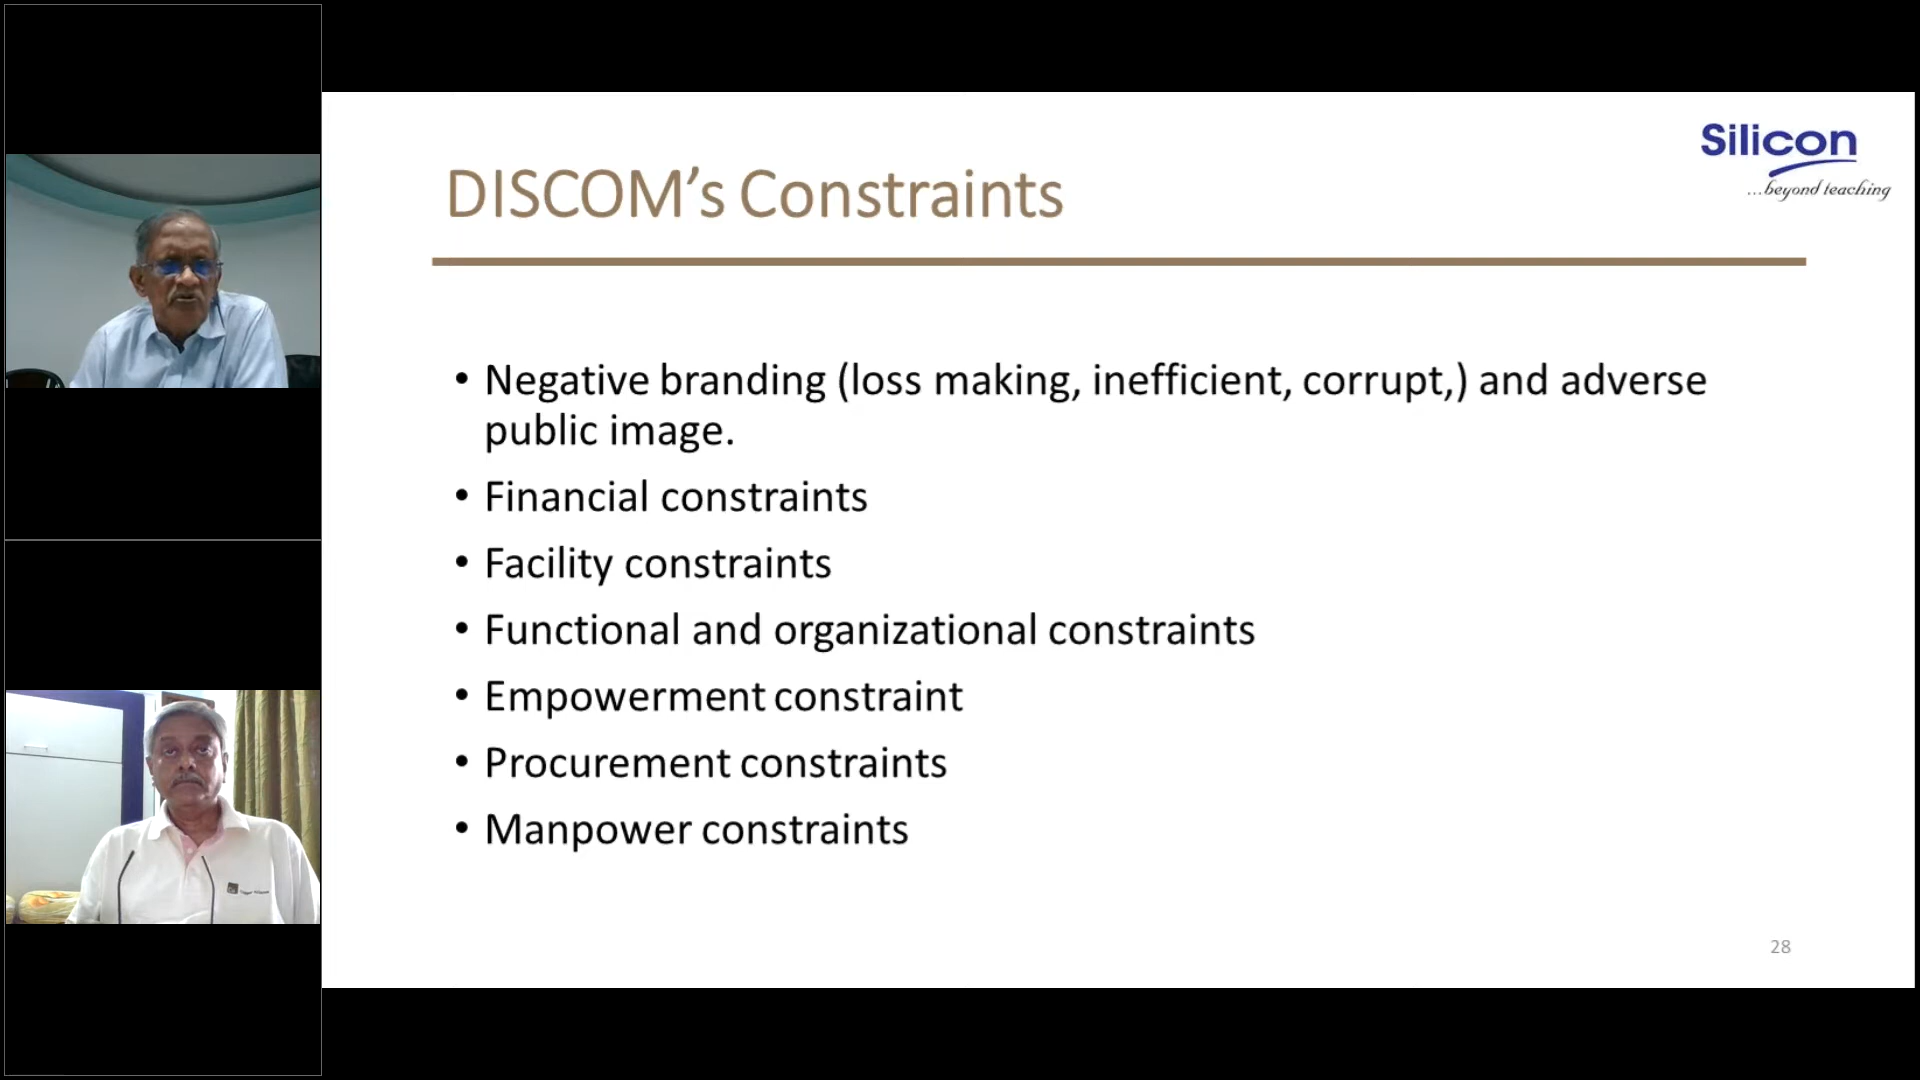 Silicon
...beyond teaching
DISCOM’s Constraints
• Negative branding (loss making, inefficient, corrupt,) and adverse
public image.
• Financial constraints
• Facility constraints
• Functional and organizational constraints
• Empowerment constraint
• Procurement constraints
• Manpower constraints
28